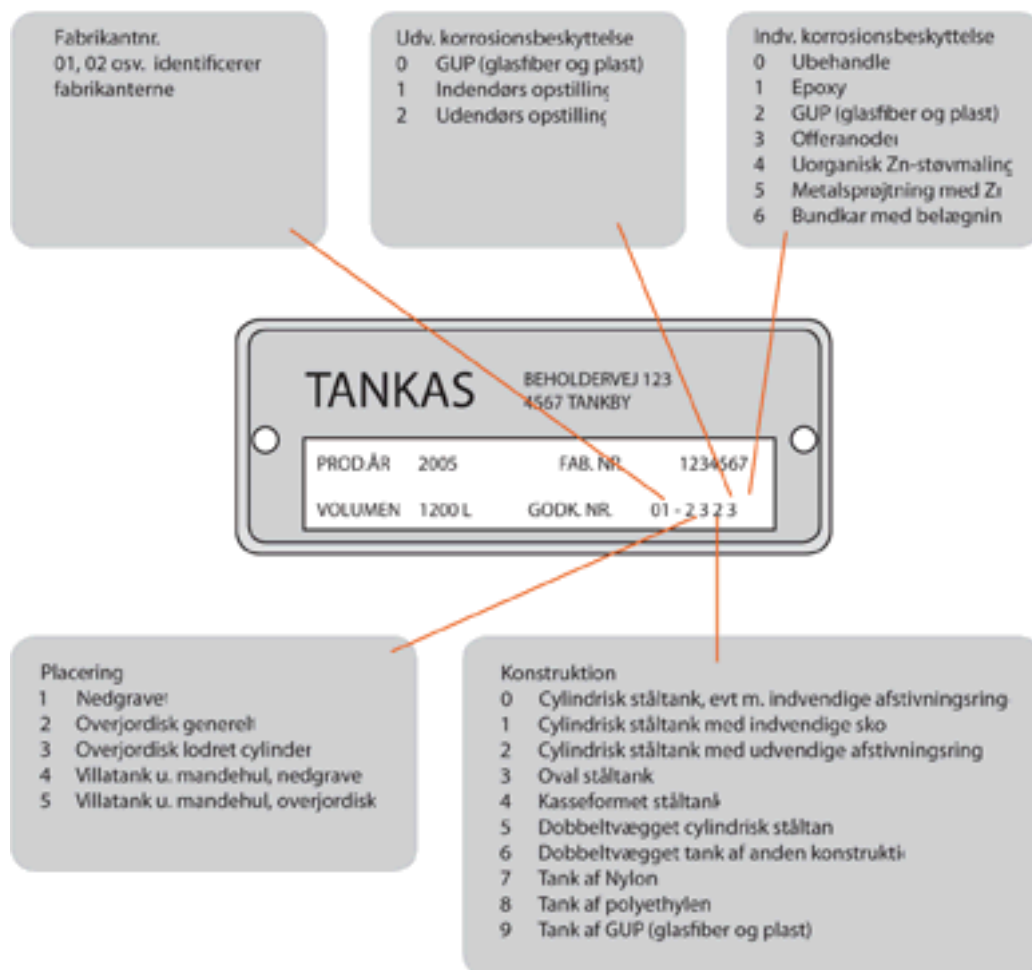 Fabrikantnr.
01, 02 osv. identificerer
fabrikanterne
Udv. korrosionsbeskyttelse
0 GUP (glasfiber og plast)
1 Indendørs opstilling
2 Udendørs opstilling
Indv. korrosionsbeskyttelse
0 Ubehandle
1 Epoxy
2 GUP (glasfiber og plast)
3 Offeranoder
4 Uorganisk Zn-støvmaling
5 Metalsprøjtning med Zi
6 Bundkar med belægnin
TANKAS
BEHOLDERVEJ 123
4567 TANKBY
PROD.ÅR 2005 FAB. NR. 1234567
VOLUMEN 1200 L GODK. NR. 01 - 2 3 2 3
Placering
1 Nedgrave
2 Overjordisk generelt
3 Overjordisk lodret cylinder
4 Villatank u. mandehul, nedgrave
5 Villatank u. mandehul, overjordisk
Konstruktion
0 Cylindrisk ståltank, evt m. indvendige afstivningsring
1 Cylindrisk ståltank med indvendige sko
2 Cylindrisk ståltank med udvendige afstivningsring
3 Oval ståltank
4 Kasseformet ståltank
5 Dobbeltvægget cylindrisk ståltan
6 Dobbeltvægget tank af anden konstrukti
7 Tank af Nylon
8 Tank af polyethylen
9 Tank af GUP (glasfiber og plast)